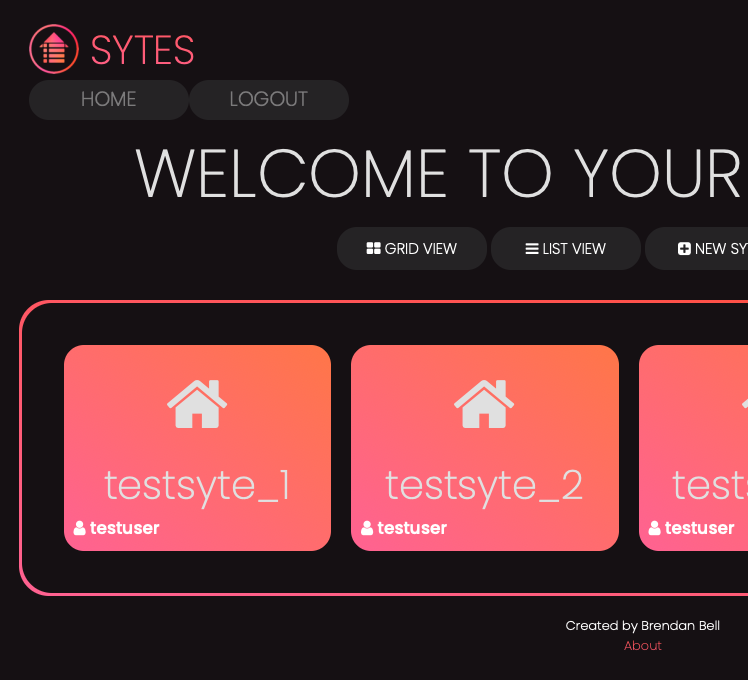 SYTES
HOME LOGOUT
WELCOME TO YOUR
GRID VIEW LIST VIEW NEW SY
testsyte_1 testsyte_2 tests
testuser testuser testuser
Created by Brendan Bell
About